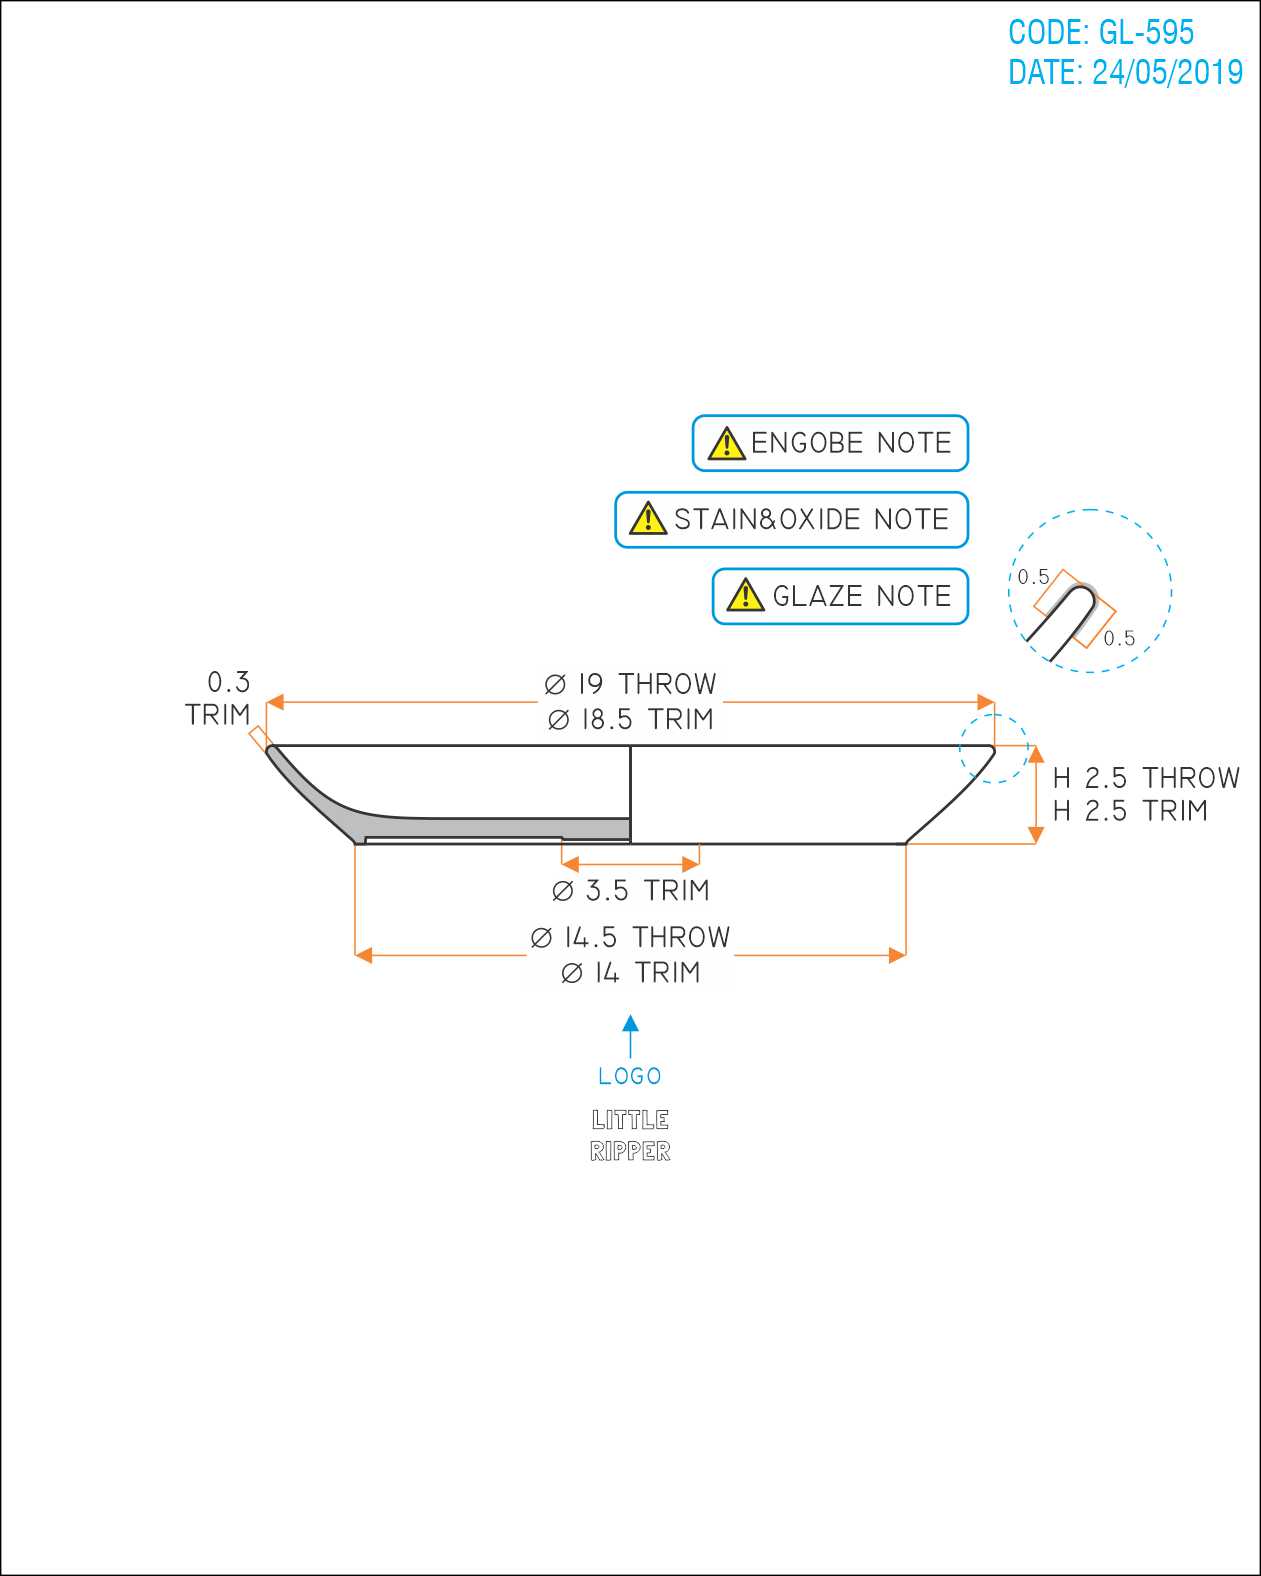 CODE: GL-595
DATE: 24/05/2019
ENGOBE NOTE
STAIN&OXIDE NOTE
GLAZE NOTE
0.5
0.5
0.3
TRIM
Ø 19 THROW
Ø 18.5 TRIM
H 2.5 THROW
H 2.5 TRIM
Ø 3.5 TRIM
Ø 14.5 THROW
Ø 14 TRIM
LOGO
LITTLE
RIPPER